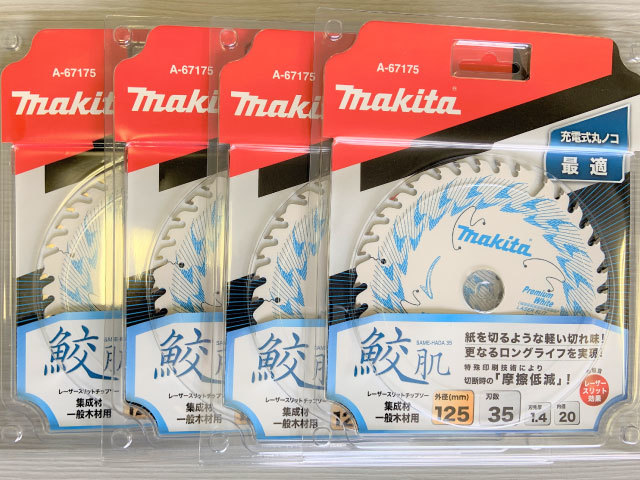 A-67175
makita
鮫
レーザースリットチップソー
集成材
一般木材用
A-67175
makita
鮫
レーザースリットチップソー
集成材
一般木材用
A-67175
makita
鮫
レーザースリットチップソー
集成材
一般木材用
A-67175
makita
充電式丸ノコ
最適
makita
Premium
White
鮫肌
SAME-HADA 35
レーザースリットチップソー
集成材
一般木材用
紙を切るような軽い切れ味!
更なるロングライフを実現!
特殊印刷技術により
切断時の「摩擦低減」!
レーザー
スリット
効果
外径(mm)
125
刃数
35
刃先厚
1.4
内径
20